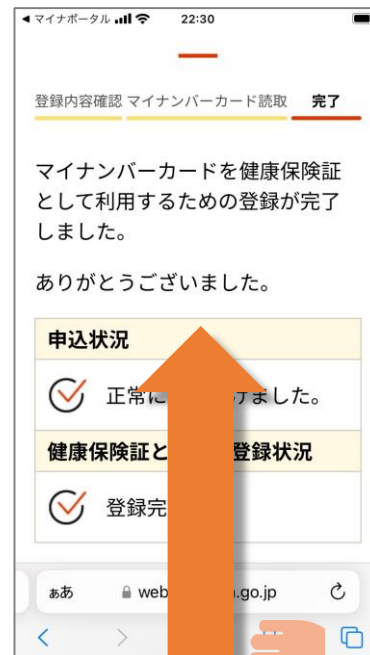 マイナポータル 22:30
登録内容確認 マイナンバーカード読取 完了
マイナンバーカードを健康保険証
として利用するための登録が完了
しました。
ありがとうございました。
申込状況
正常に けました。
健康保険証と 登録状況
登録完
ぁあ web .go.jp